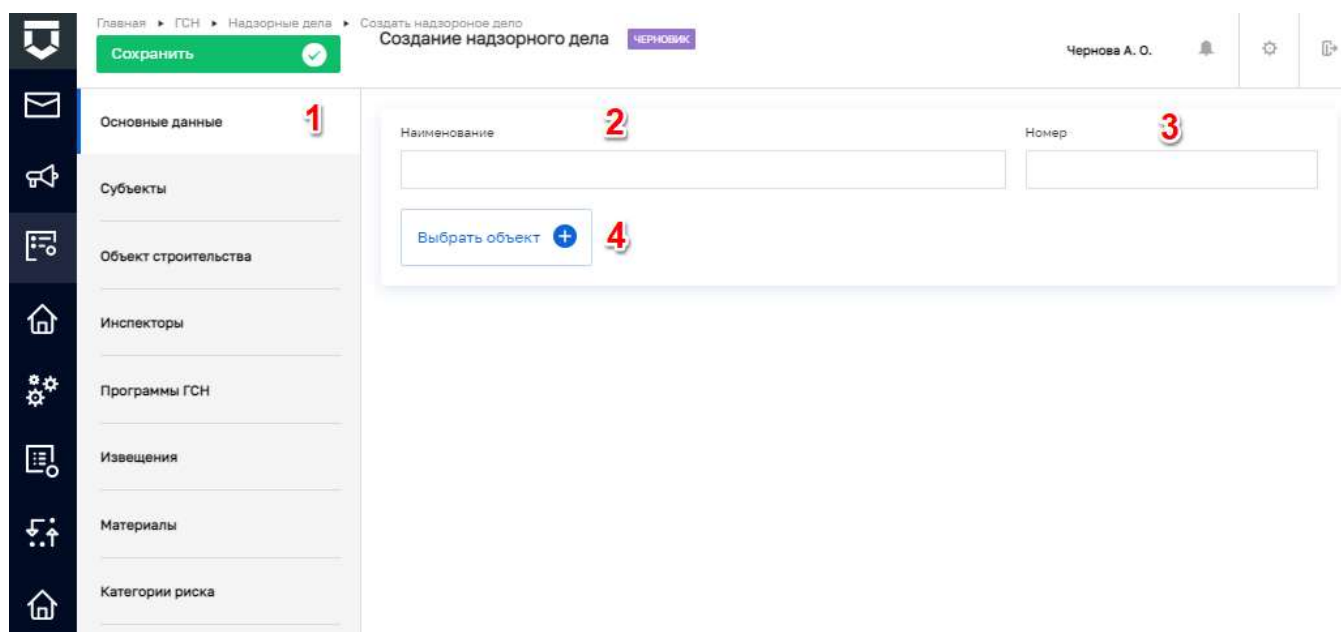 Главная ▸ ГСН ▸ Надзорные дела ▸ Создать надзороное дело
Сохранить
Создание надзорного дела ЧЕРНОВИК
Чернова А. О.
Основные данные 1
Наименование 2
Номер 3
Субъекты
Выбрать объект 4
Объект строительства
Инспекторы
Программы ГСН
Извещения
Материалы
Категории риска